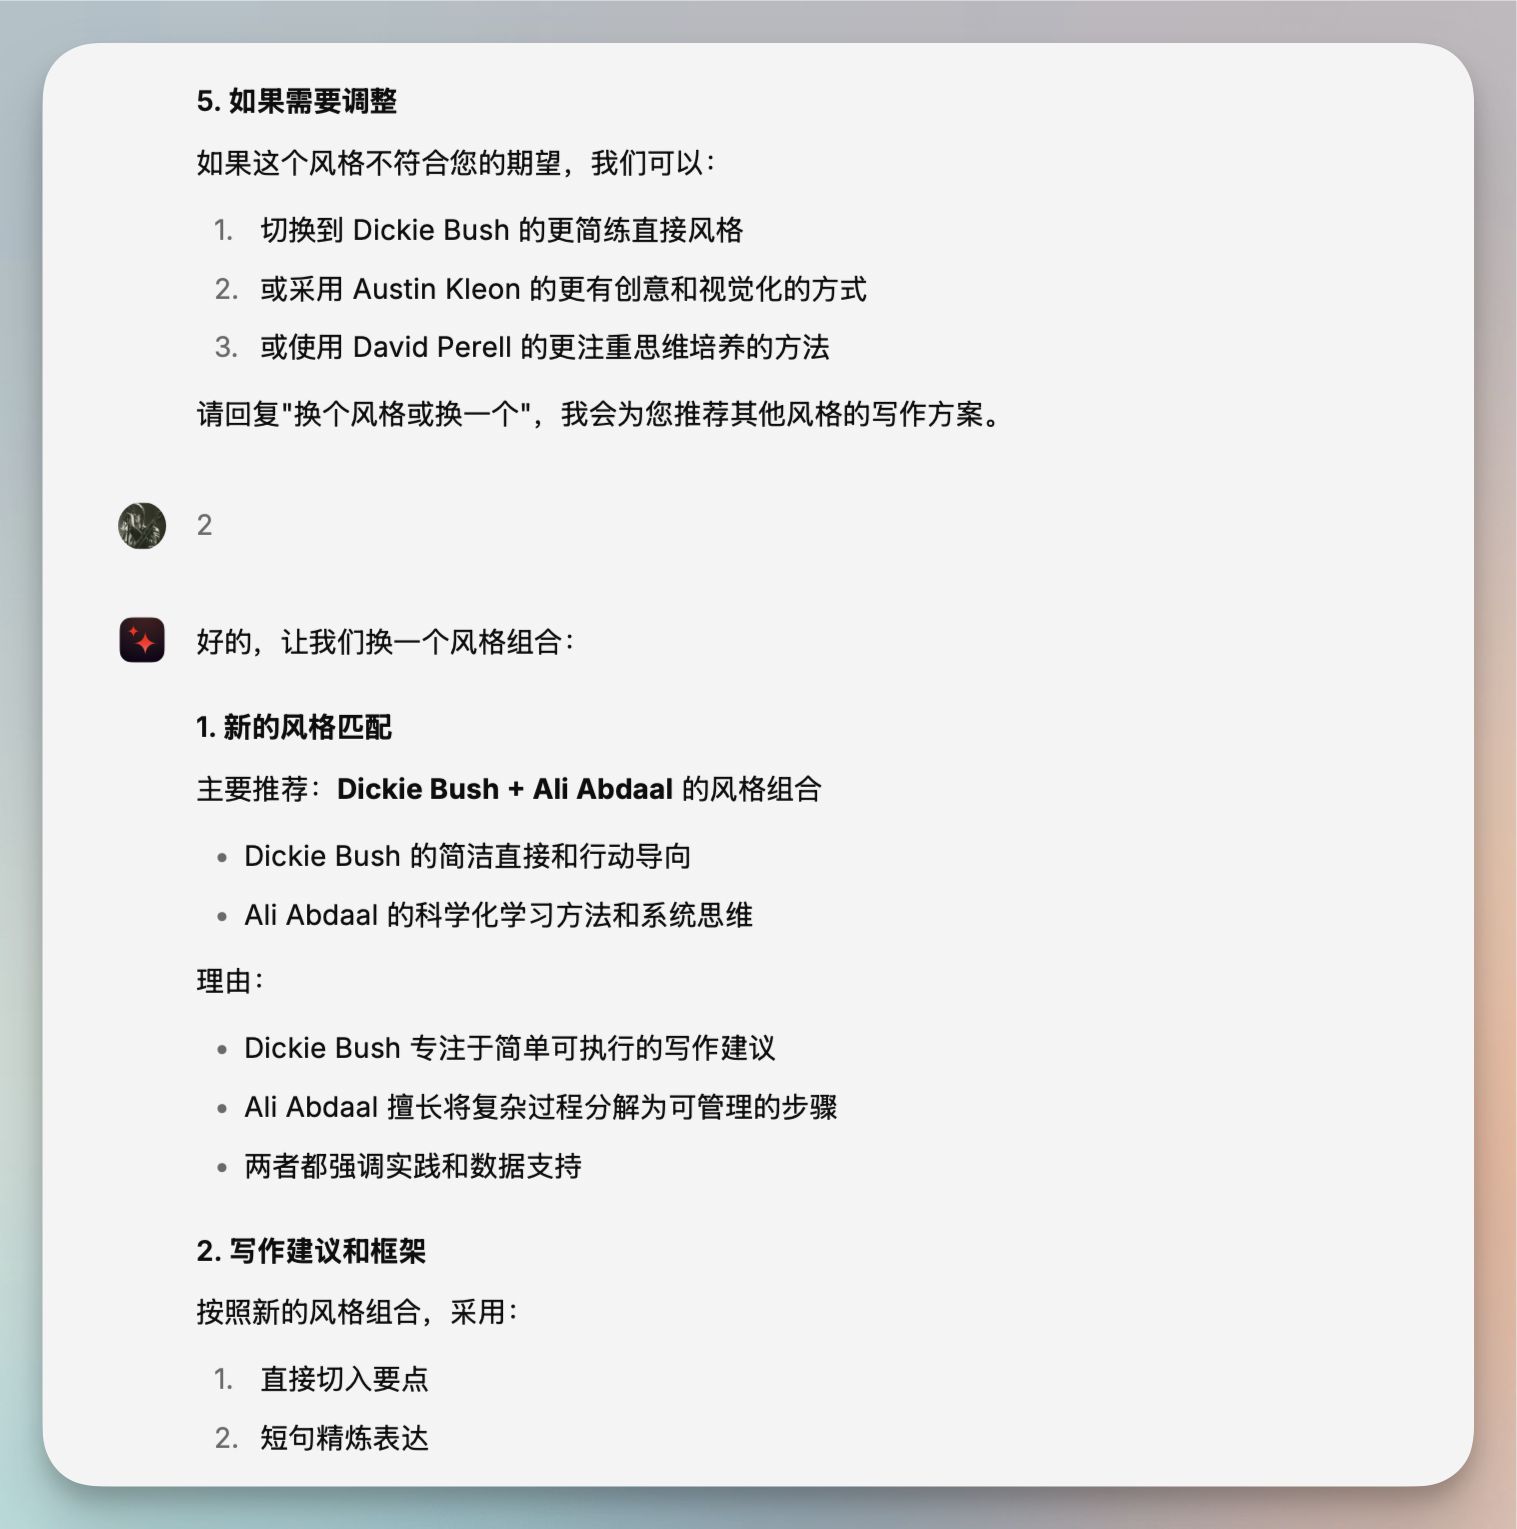 5. 如果需要调整
如果这个风格不符合您的期望，我们可以：
1. 切换到 Dickie Bush 的更简练直接风格
2. 或采用 Austin Kleon 的更有创意和视觉化的方式
3. 或使用 David Perell 的更注重思维培养的方法
请回复"换个风格或换一个"，我会为您推荐其他风格的写作方案。
2
好的，让我们换一个风格组合：
1. 新的风格匹配
主要推荐：Dickie Bush + Ali Abdaal 的风格组合
• Dickie Bush 的简洁直接和行动导向
• Ali Abdaal 的科学化学习方法和系统思维
理由：
• Dickie Bush 专注于简单可执行的写作建议
• Ali Abdaal 擅长将复杂过程分解为可管理的步骤
• 两者都强调实践和数据支持
2. 写作建议和框架
按照新的风格组合，采用：
1. 直接切入要点
2. 短句精炼表达